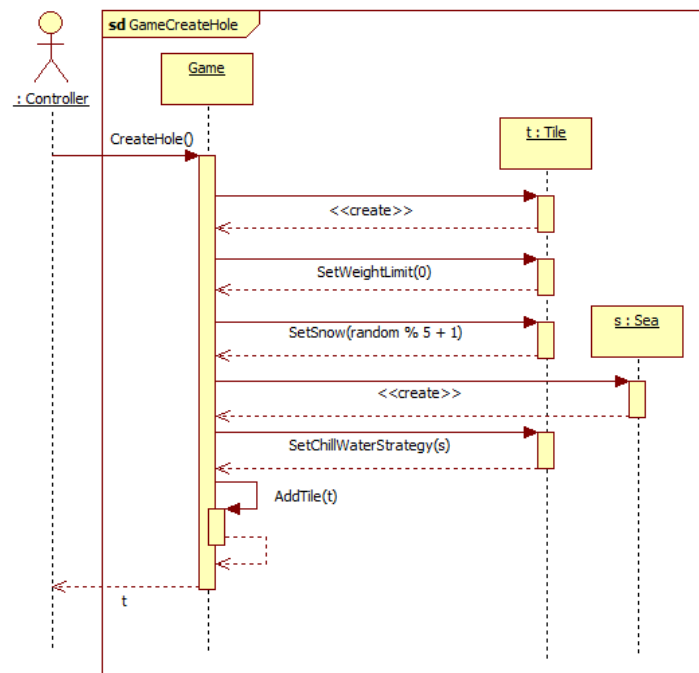 sd GameCreateHole
Game
: Controller
t : Tile
CreateHole()
<<create>>
SetWeightLimit(0)
SetSnow(random % 5 + 1)
s : Sea
<<create>>
SetChillWaterStrategy(s)
AddTile(t)
t